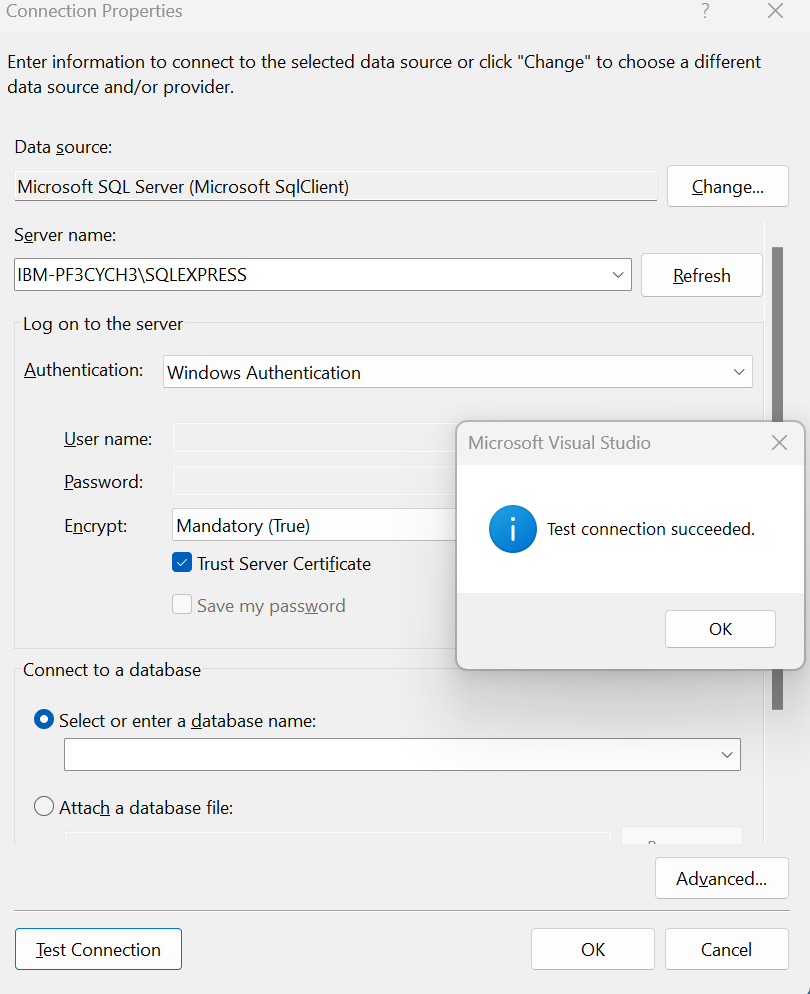 Connection Properties
?
Enter information to connect to the selected data source or click "Change" to choose a different
data source and/or provider.
Data source:
Microsoft SQL Server (Microsoft SqlClient)
Change...
Server name:
IBM-PF3CYCH3\SQLEXPRESS
Refresh
Log on to the server
Authentication:
Windows Authentication
User name:
Password:
Encrypt:
Mandatory (True)
Trust Server Certificate
Save my password
Microsoft Visual Studio
Test connection succeeded.
OK
Connect to a database
Select or enter a database name:
Attach a database file:
Advanced...
Test Connection
OK
Cancel